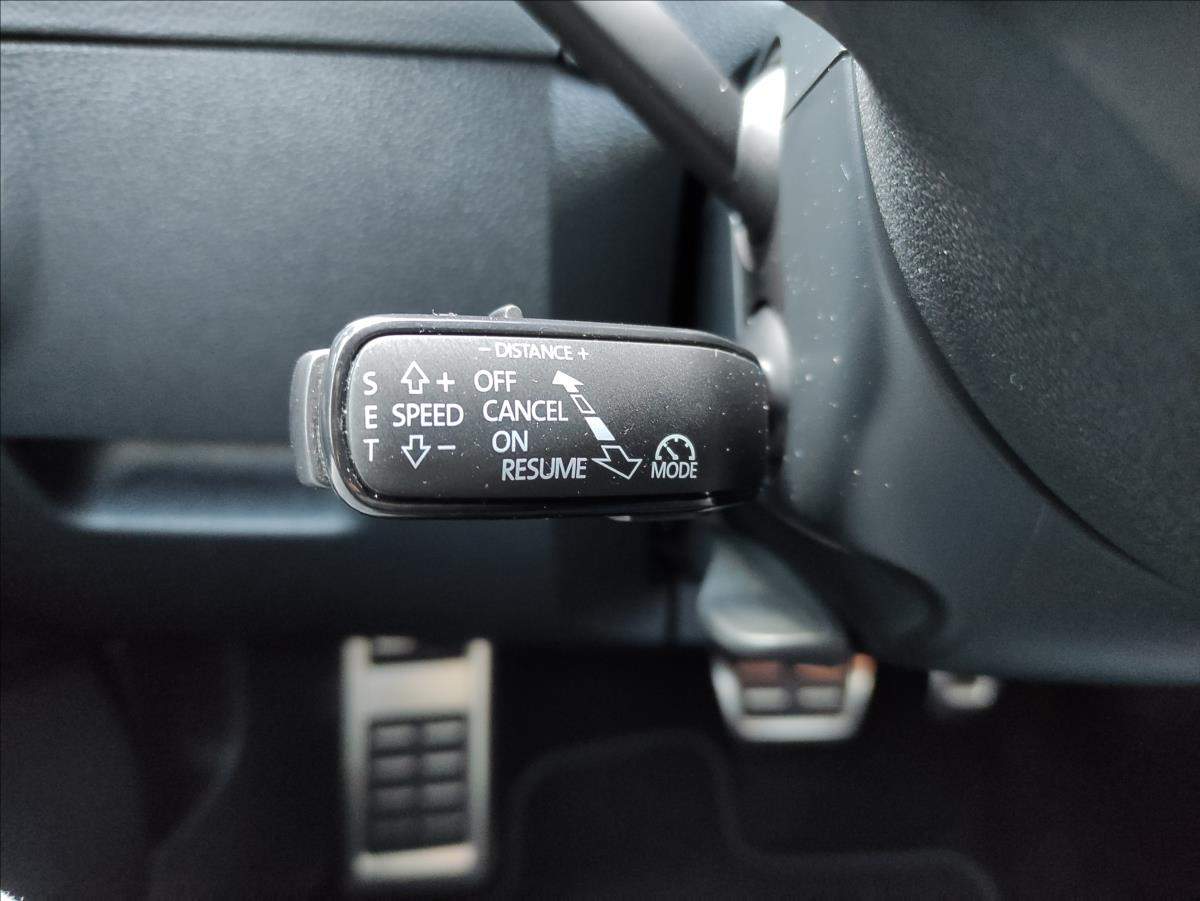 − DISTANCE +
S + OFF
E SPEED CANCEL
T − ON
RESUME MODE